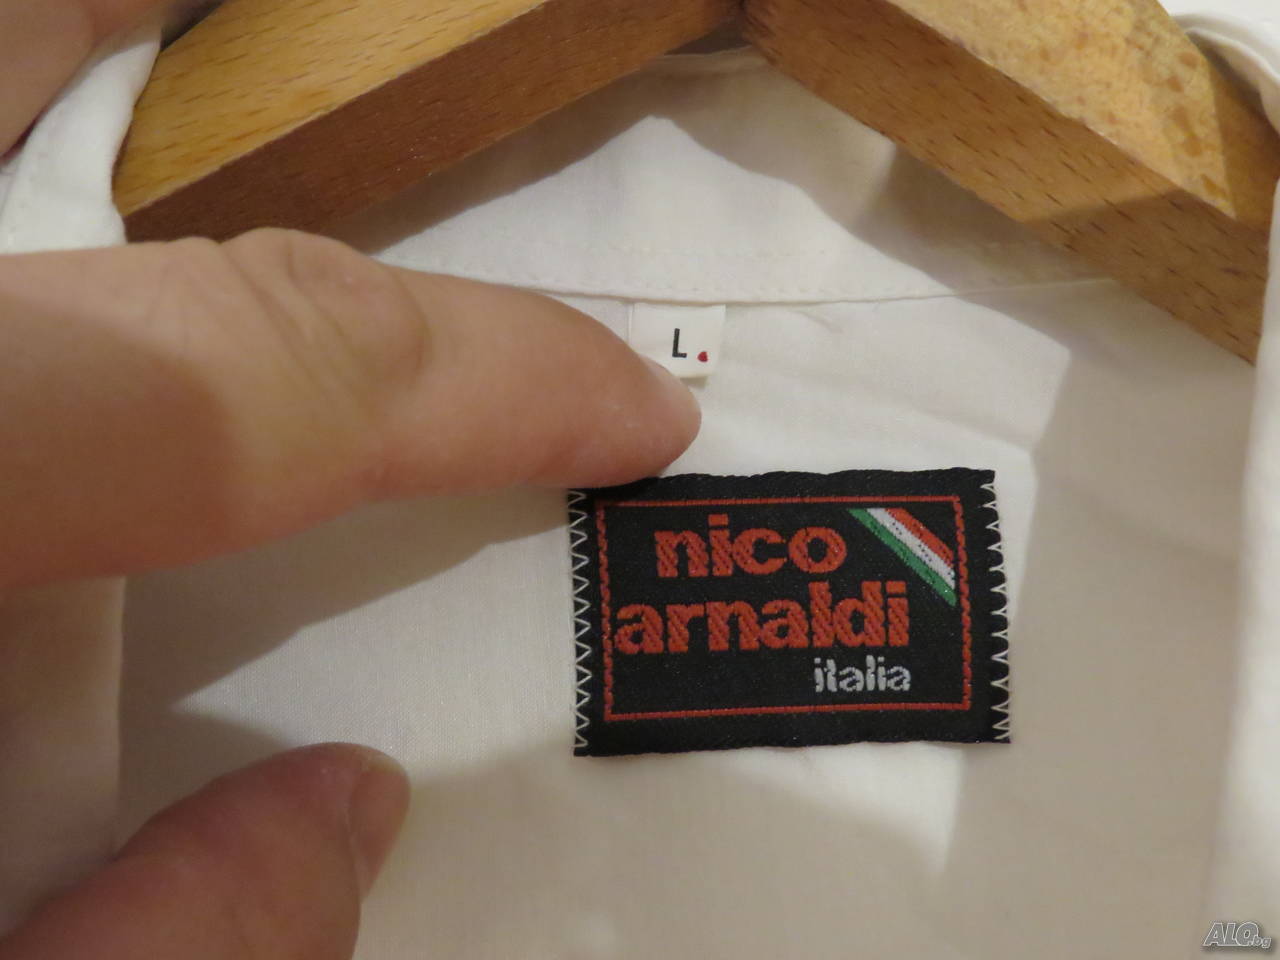 L.
nico
arnaldi
italia
ALO.bg